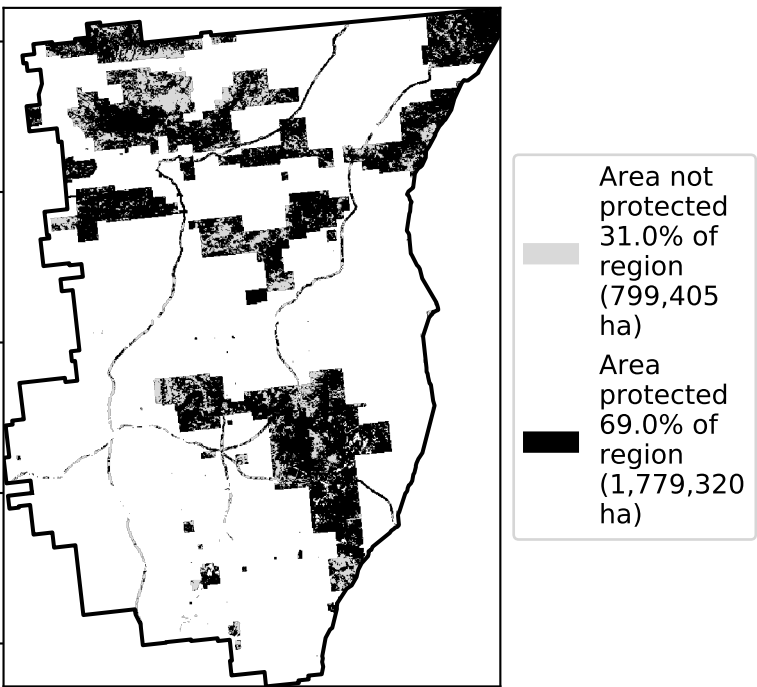 Area not
protected
31.0% of
region
(799,405
ha)
Area
protected
69.0% of
region
(1,779,320
ha)